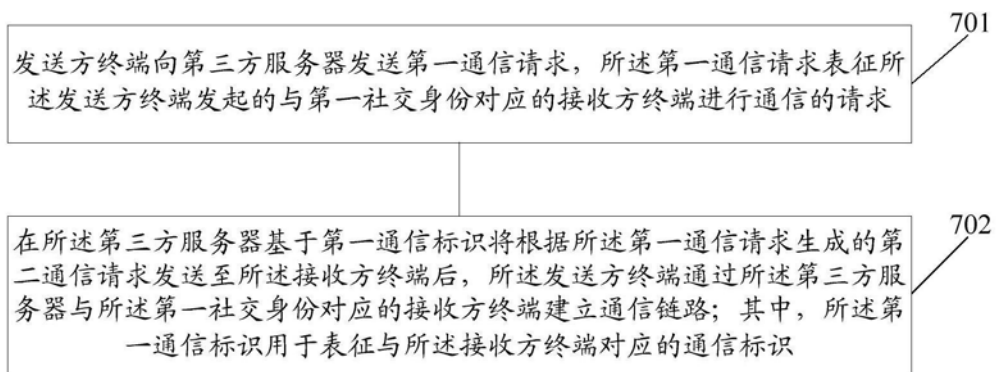 701
发送方终端向第三方服务器发送第一通信请求，所述第一通信请求表征所
述发送方终端发起的与第一社交身份对应的接收方终端进行通信的请求
702
在所述第三方服务器基于第一通信标识将根据所述第一通信请求生成的第
二通信请求发送至所述接收方终端后，所述发送方终端通过所述第三方服
务器与所述第一社交身份对应的接收方终端建立通信链路；其中，所述第
一通信标识用于表征与所述接收方终端对应的通信标识